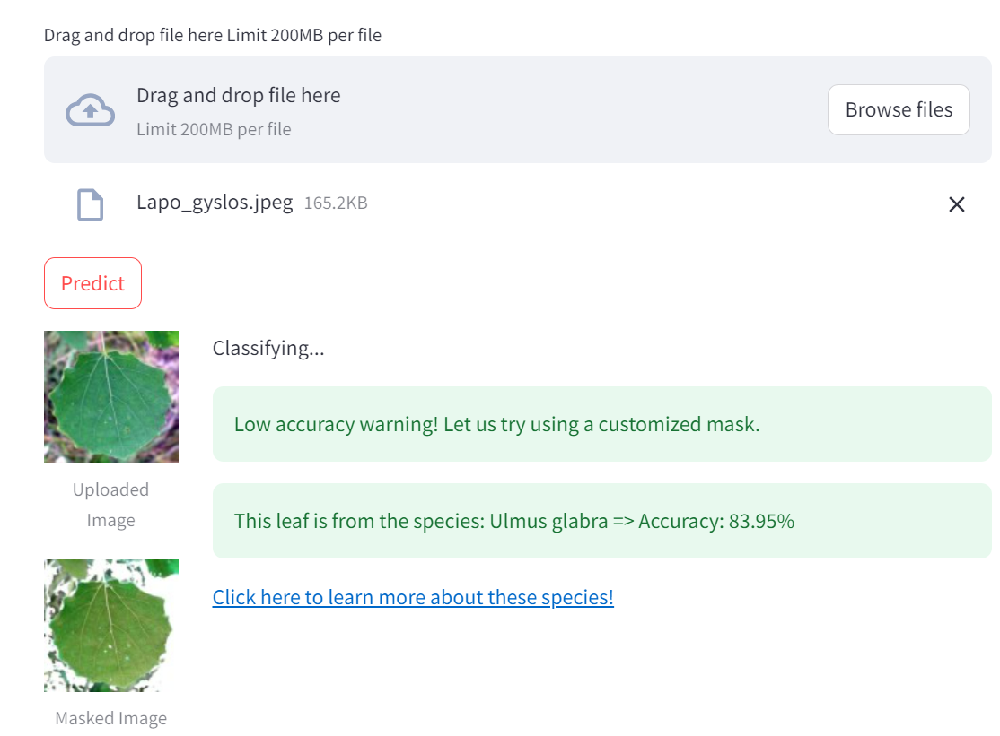 Drag and drop file here Limit 200MB per file
Drag and drop file here
Limit 200MB per file
Browse files
Lapo_gyslos.jpeg 165.2KB
Predict
Classifying...
Low accuracy warning! Let us try using a customized mask.
This leaf is from the species: Ulmus glabra => Accuracy: 83.95%
Click here to learn more about these species!
Uploaded
Image
Masked Image